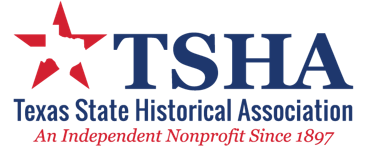 TSHA
Texas State Historical Association
An Independent Nonprofit Since 1897